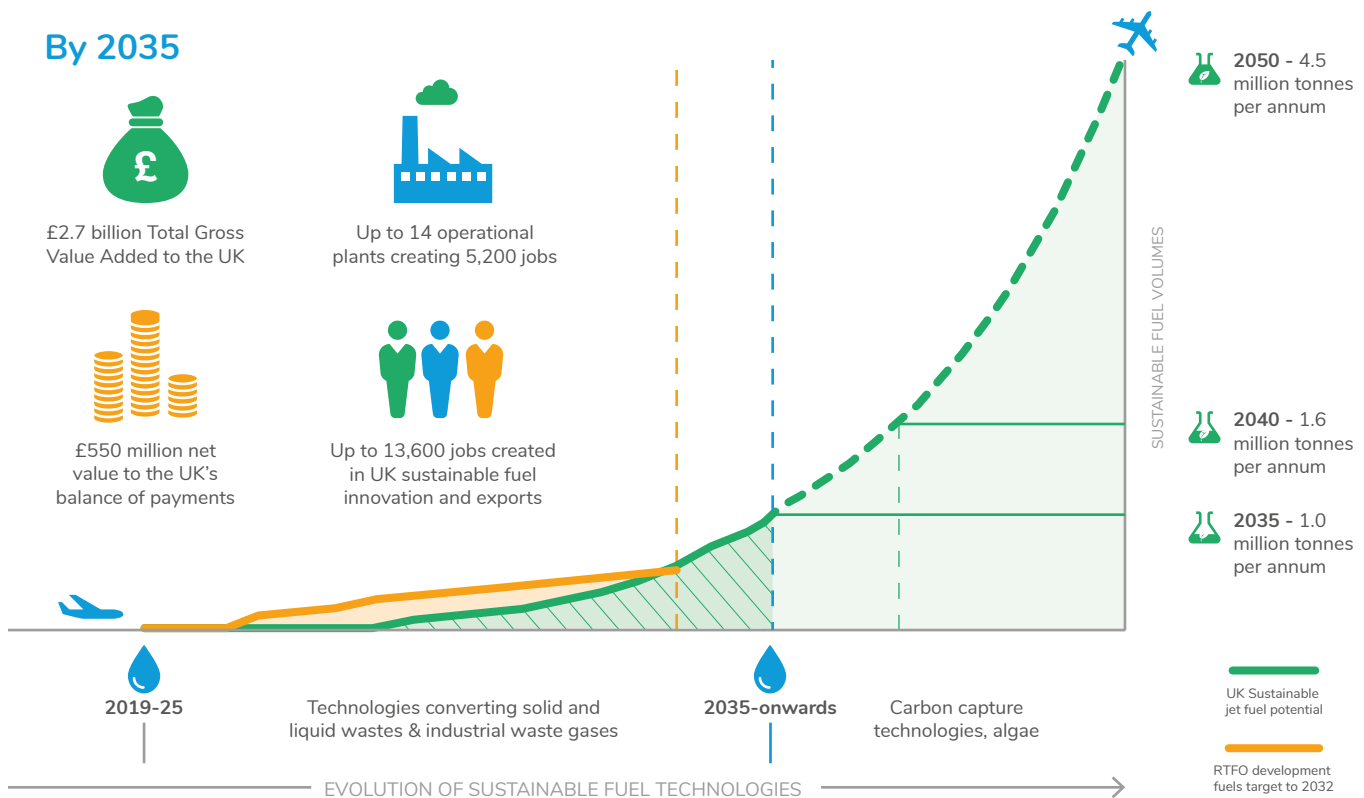 By 2035
£
£2.7 billion Total Gross
Value Added to the UK
Up to 14 operational
plants creating 5,200 jobs
£550 million net
value to the UK’s
balance of payments
Up to 13,600 jobs created
in UK sustainable fuel
innovation and exports
SUSTAINABLE FUEL VOLUMES
2050 - 4.5
million tonnes
per annum
2040 - 1.6
million tonnes
per annum
2035 - 1.0
million tonnes
per annum
2019-25
Technologies converting solid and
liquid wastes & industrial waste gases
2035-onwards
Carbon capture
technologies, algae
EVOLUTION OF SUSTAINABLE FUEL TECHNOLOGIES
UK Sustainable
jet fuel potential
RTFO development
fuels target to 2032